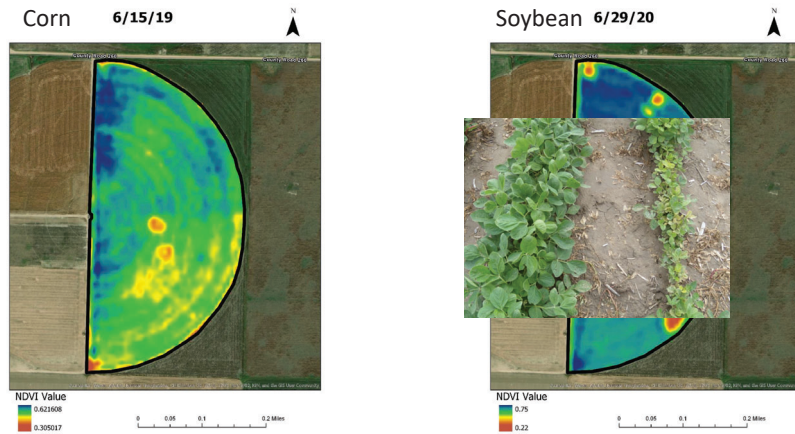 Corn 6/15/19
N
Soybean 6/29/20
N
NDVI Value
0.621608
0.305017
0 0.05 0.1 0.2 Miles
NDVI Value
0.75
0.22
0 0.05 0.1 0.2 Miles